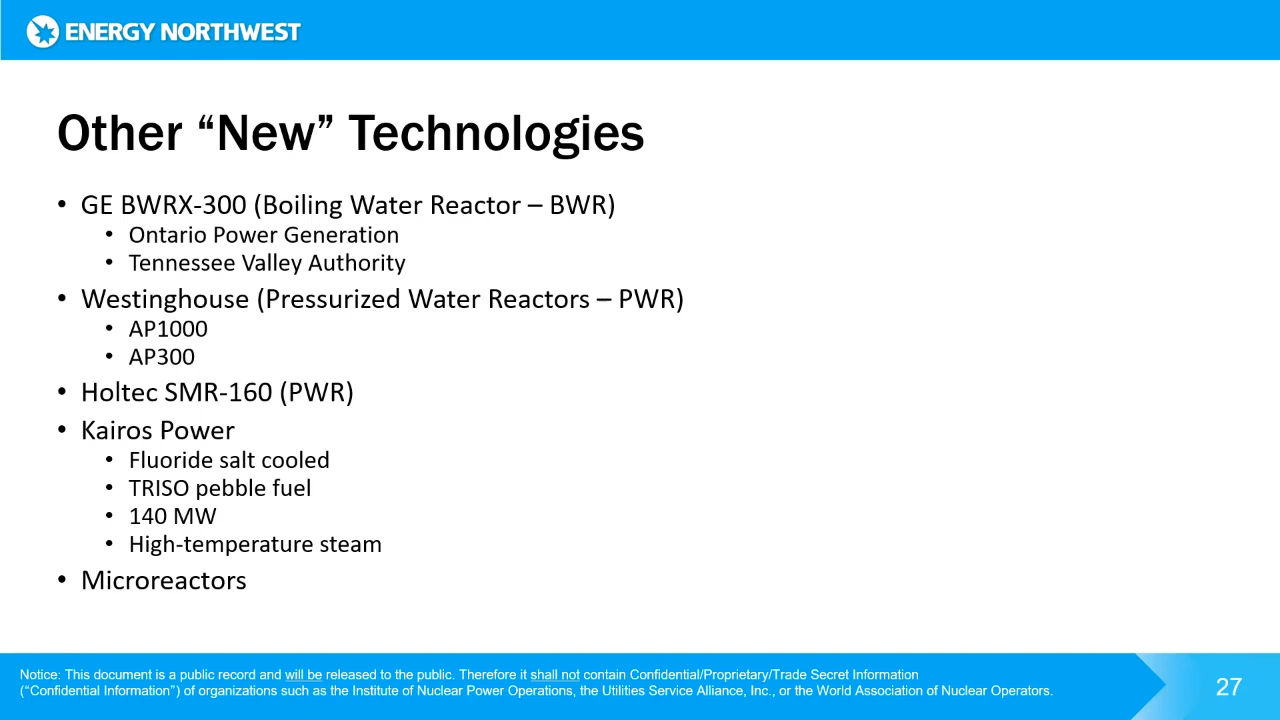 ENERGY NORTHWEST
Other “New” Technologies
• GE BWRX-300 (Boiling Water Reactor – BWR)
• Ontario Power Generation
• Tennessee Valley Authority
• Westinghouse (Pressurized Water Reactors – PWR)
• AP1000
• AP300
• Holtec SMR-160 (PWR)
• Kairos Power
• Fluoride salt cooled
• TRISO pebble fuel
• 140 MW
• High-temperature steam
• Microreactors
Notice: This document is a public record and will be released to the public. Therefore it shall not contain Confidential/Proprietary/Trade Secret Information
(“Confidential Information”) of organizations such as the Institute of Nuclear Power Operations, the Utilities Service Alliance, Inc., or the World Association of Nuclear Operators.
27